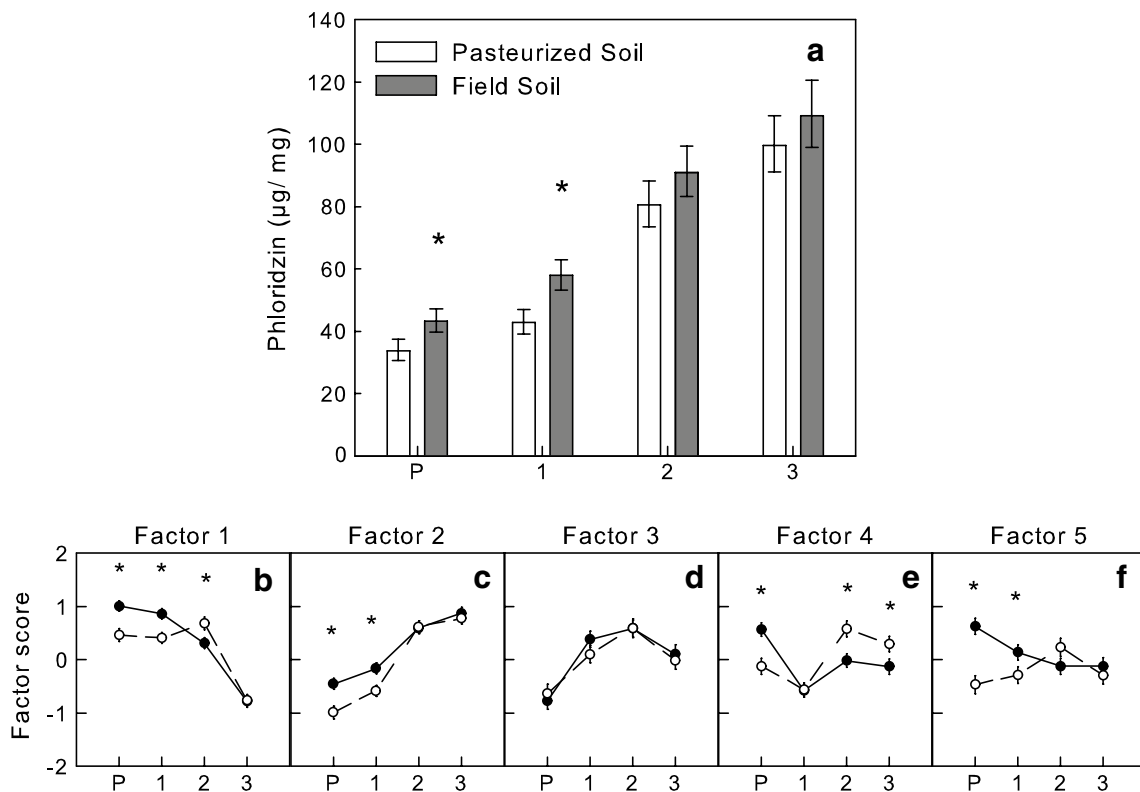 140
120
100
80
60
40
20
0
Phloridzin (µg/ mg)
Pasteurized Soil
Field Soil
a
*
*
P 1 2 3
Factor 1 Factor 2 Factor 3 Factor 4 Factor 5
2
1
0
-1
-2
Factor score
* * * b
* * c
d
* * * e
* * f
P 1 2 3 P 1 2 3 P 1 2 3 P 1 2 3 P 1 2 3